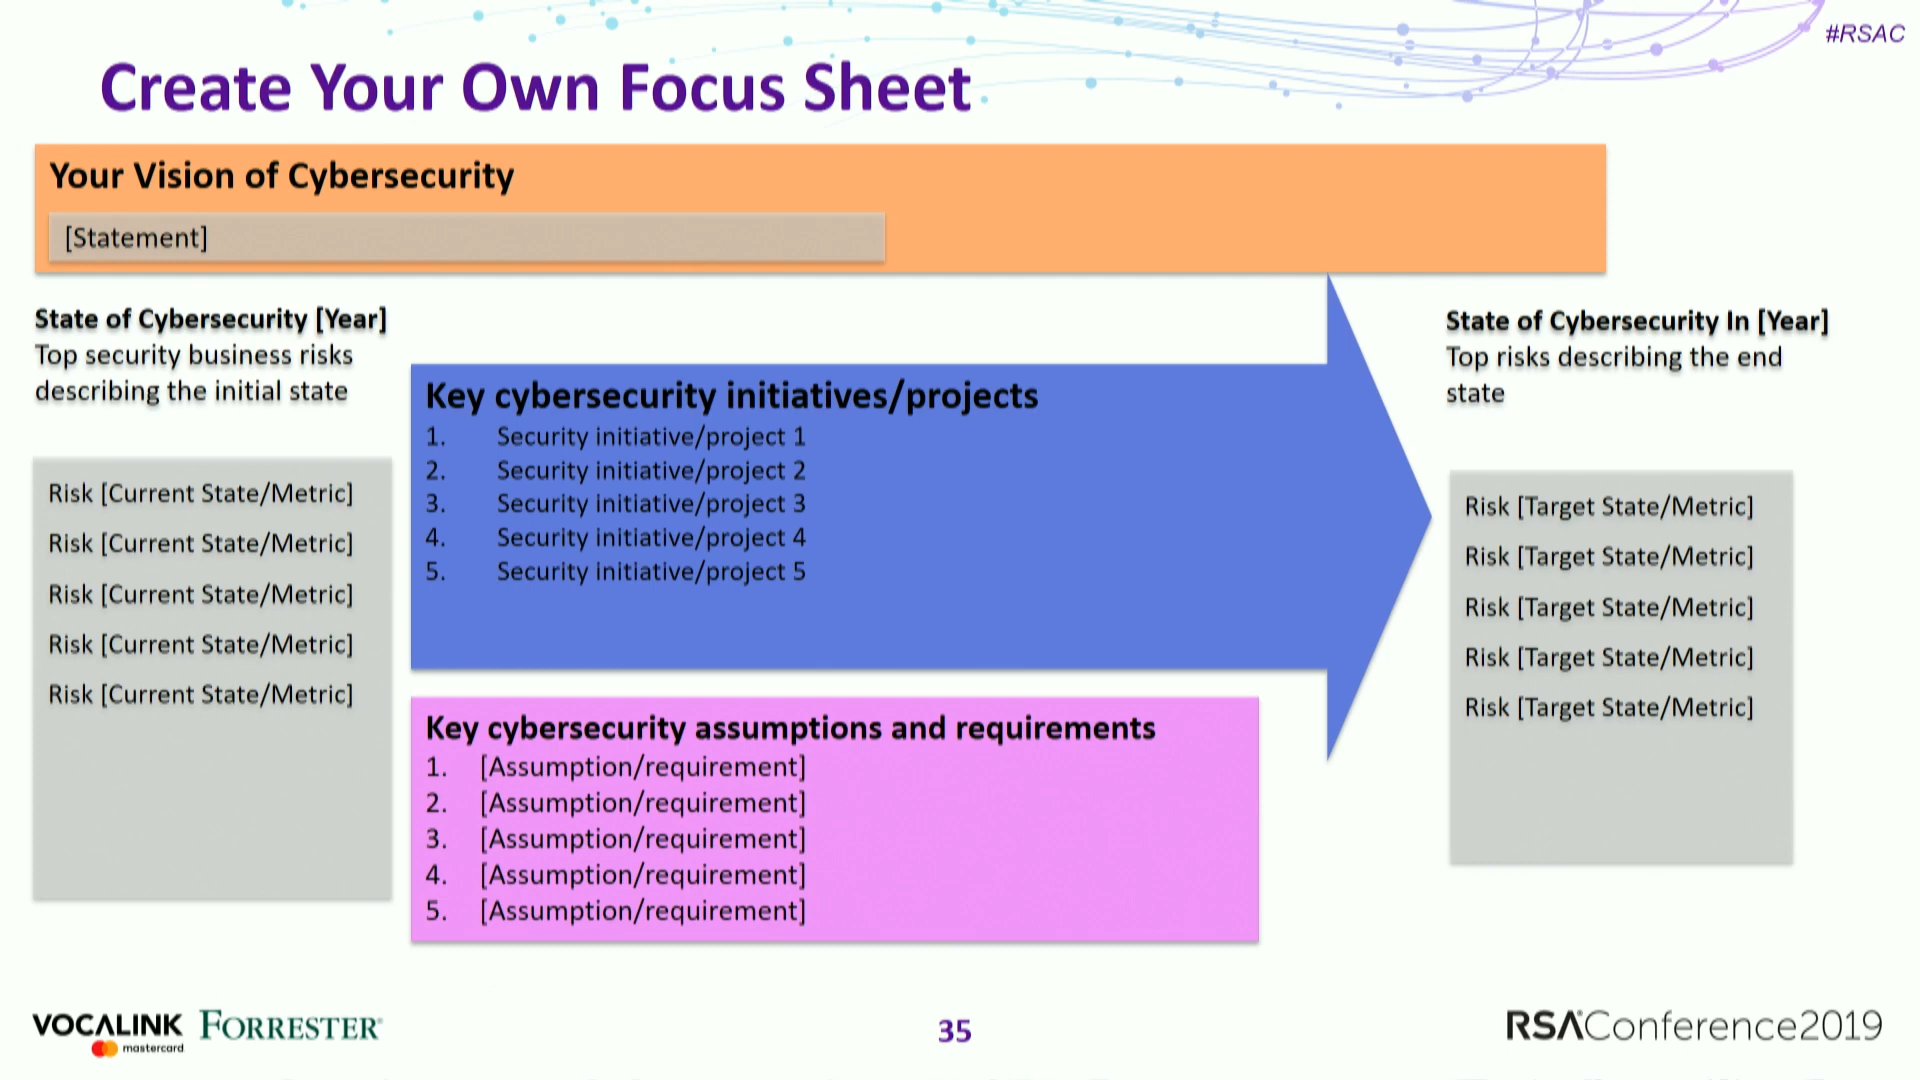 #RSAC
Create Your Own Focus Sheet
Your Vision of Cybersecurity
[Statement]
State of Cybersecurity [Year]
Top security business risks
describing the initial state
Risk [Current State/Metric]
Risk [Current State/Metric]
Risk [Current State/Metric]
Risk [Current State/Metric]
Risk [Current State/Metric]
Key cybersecurity initiatives/projects
1. Security initiative/project 1
2. Security initiative/project 2
3. Security initiative/project 3
4. Security initiative/project 4
5. Security initiative/project 5
Key cybersecurity assumptions and requirements
1. [Assumption/requirement]
2. [Assumption/requirement]
3. [Assumption/requirement]
4. [Assumption/requirement]
5. [Assumption/requirement]
State of Cybersecurity In [Year]
Top risks describing the end
state
Risk [Target State/Metric]
Risk [Target State/Metric]
Risk [Target State/Metric]
Risk [Target State/Metric]
Risk [Target State/Metric]
VOCALINK
mastercard
FORRESTER®
35
RSAConference2019